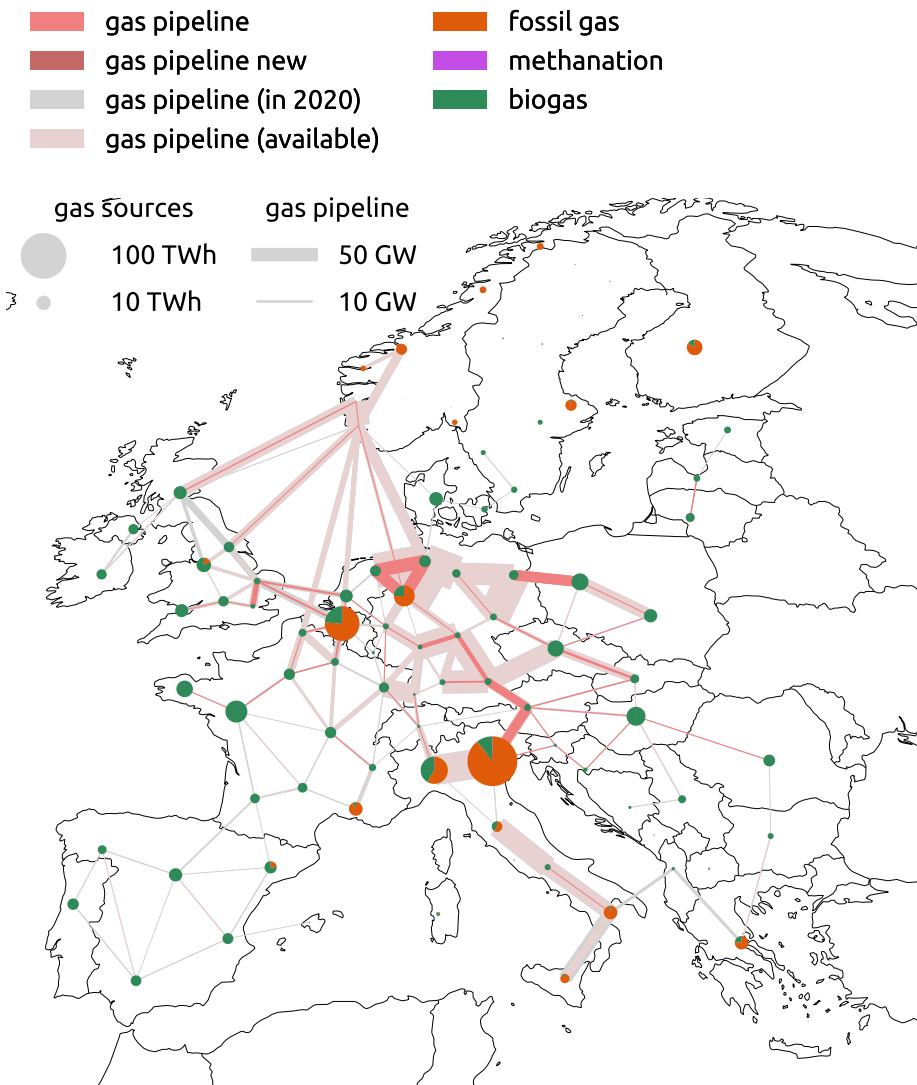 gas pipeline
gas pipeline new
gas pipeline (in 2020)
gas pipeline (available)
fossil gas
methanation
biogas
gas sources
100 TWh
10 TWh
gas pipeline
50 GW
10 GW